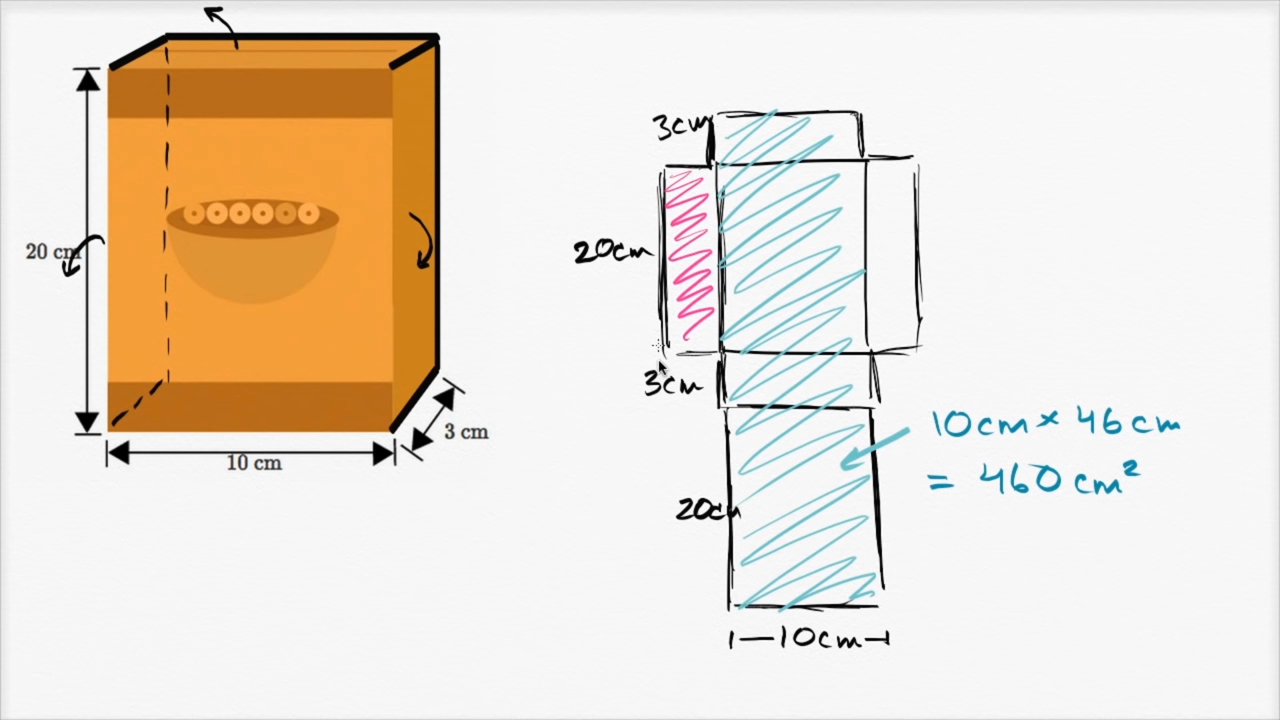 20 cm
10 cm
3 cm
3cm
20cm
3cm
20cm
10cm
10cm × 46cm
= 460 cm²